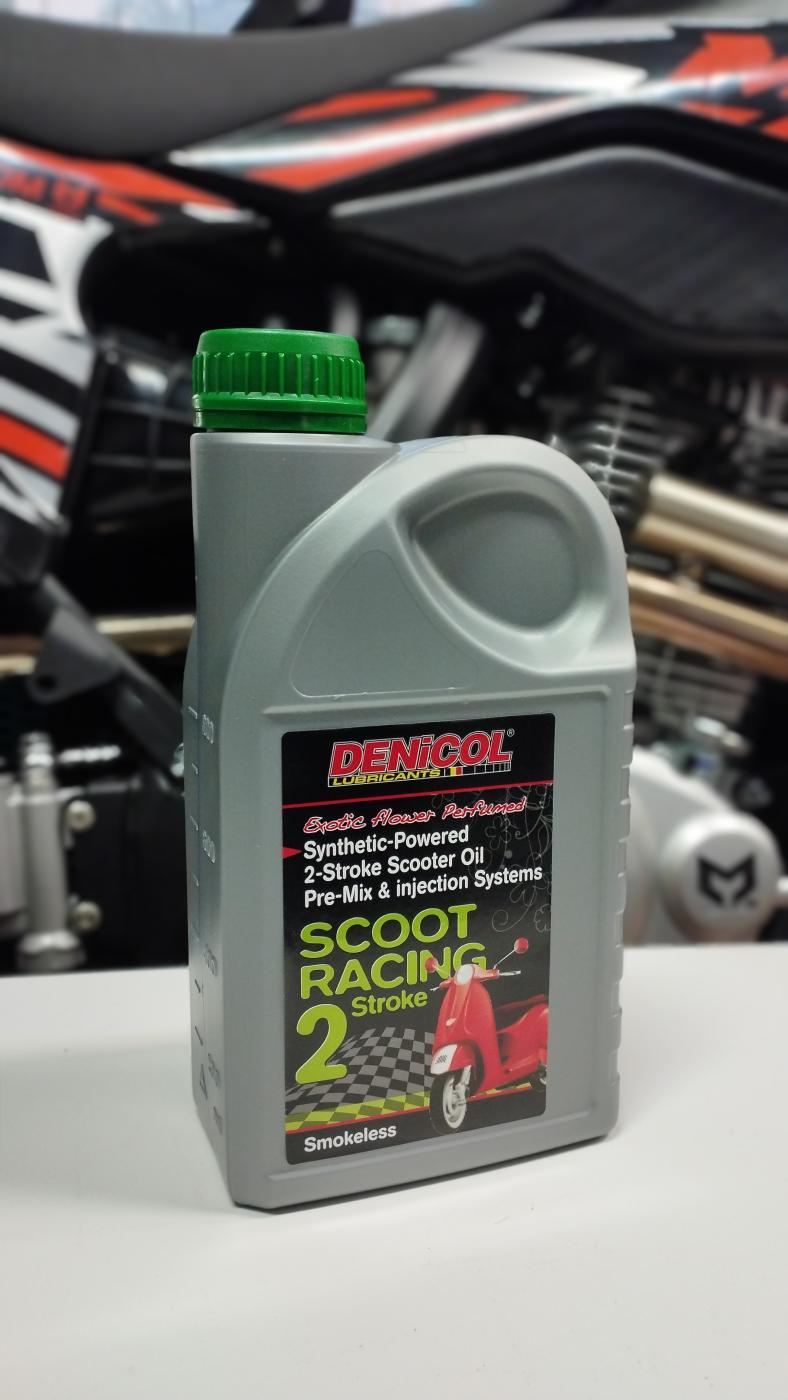 DENiCOL®
LUBRICANTS
Exotic flower Perfumed
Synthetic-Powered
2-Stroke Scooter Oil
Pre-Mix & injection Systems
SCOOT
RACING
2 Stroke
Smokeless